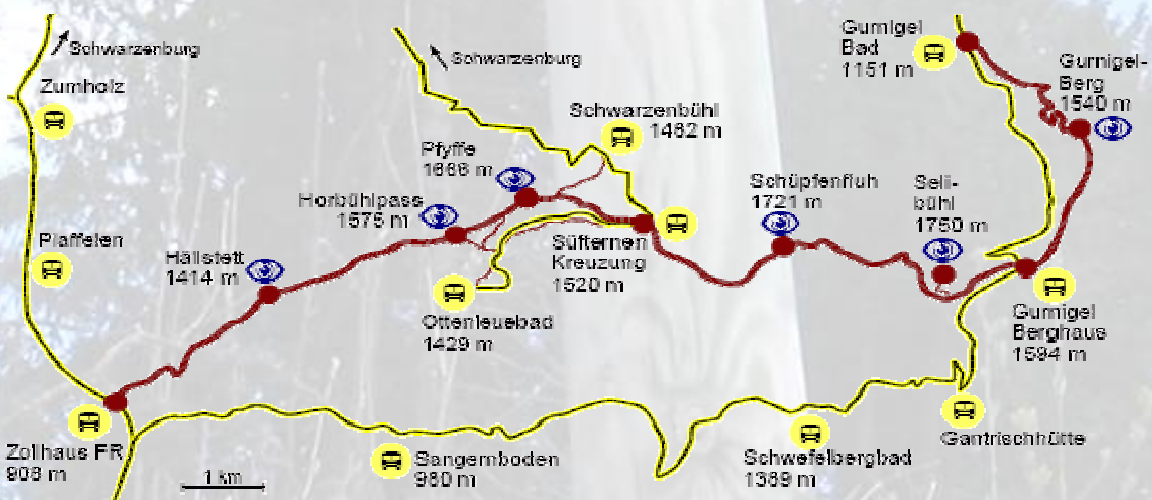 Schwarzenburg
Zumholz
Plaffeien
Zollhaus FR
908 m
1 km
Hällstett
1414 m
Horbühlpass
1575 m
Pfyffe
1666 m
Schwarzenburg
Schwarzenbühl
1462 m
Süfternen
Kreuzung
1520 m
Ottenleuebad
1429 m
Sangernboden
980 m
Schüpfenfluh
1721 m
Seli-
bühl
1750 m
Gurnigel
Bad
1151 m
Gurnigel-
Berg
1540 m
Gurnigel
Berghaus
1594 m
Gantrischhütte
Schwefelbergbad
1389 m